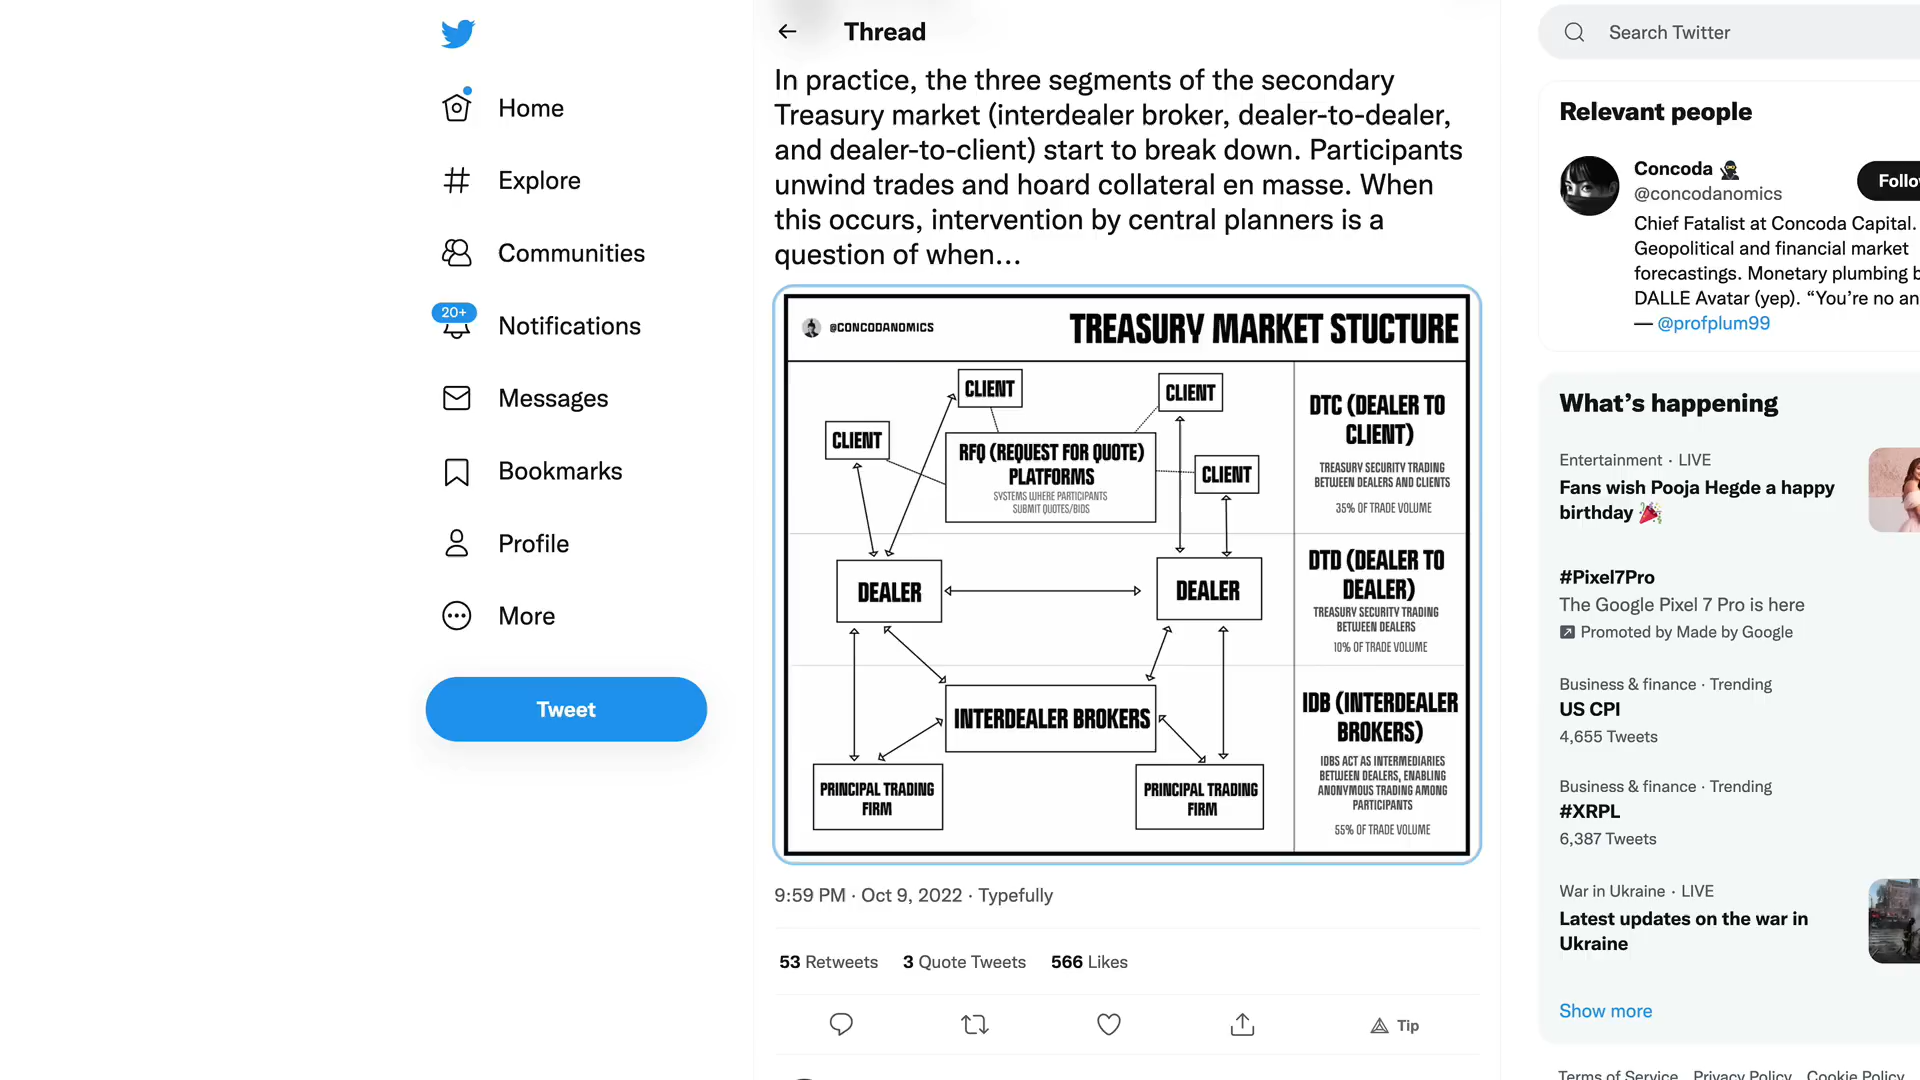 Thread
Search Twitter
Home
Explore
Communities
20+
Notifications
Messages
Bookmarks
Profile
More
Tweet
In practice, the three segments of the secondary
Treasury market (interdealer broker, dealer-to-dealer,
and dealer-to-client) start to break down. Participants
unwind trades and hoard collateral en masse. When
this occurs, intervention by central planners is a
question of when…
@CONCODANOMICS
TREASURY MARKET STUCTURE
CLIENT
CLIENT
CLIENT
CLIENT
RFQ (REQUEST FOR QUOTE)
PLATFORMS
SYSTEMS WHERE PARTICIPANTS
SUBMIT QUOTES/BIDS
DTC (DEALER TO
CLIENT)
TREASURY SECURITY TRADING
BETWEEN DEALERS AND CLIENTS
35% OF TRADE VOLUME
DEALER
DEALER
DTD (DEALER TO
DEALER)
TREASURY SECURITY TRADING
BETWEEN DEALERS
10% OF TRADE VOLUME
INTERDEALER BROKERS
PRINCIPAL TRADING
FIRM
PRINCIPAL TRADING
FIRM
IDB (INTERDEALER
BROKERS)
IDBS ACT AS INTERMEDIARIES
BETWEEN DEALERS, ENABLING
ANONYMOUS TRADING AMONG
PARTICIPANTS
55% OF TRADE VOLUME
9:59 PM · Oct 9, 2022 · Typefully
53 Retweets 3 Quote Tweets 566 Likes
Tip
Relevant people
Concoda
@concodanomics
Follo
Chief Fatalist at Concoda Capital.
Geopolitical and financial market
forecastings. Monetary plumbing b
DALLE Avatar (yep). “You’re no an
— @profplum99
What’s happening
Entertainment · LIVE
Fans wish Pooja Hegde a happy
birthday
#Pixel7Pro
The Google Pixel 7 Pro is here
Promoted by Made by Google
Business & finance · Trending
US CPI
4,655 Tweets
Business & finance · Trending
#XRPL
6,387 Tweets
War in Ukraine · LIVE
Latest updates on the war in
Ukraine
Show more
Terms of Service Privacy Policy Cookie Policy